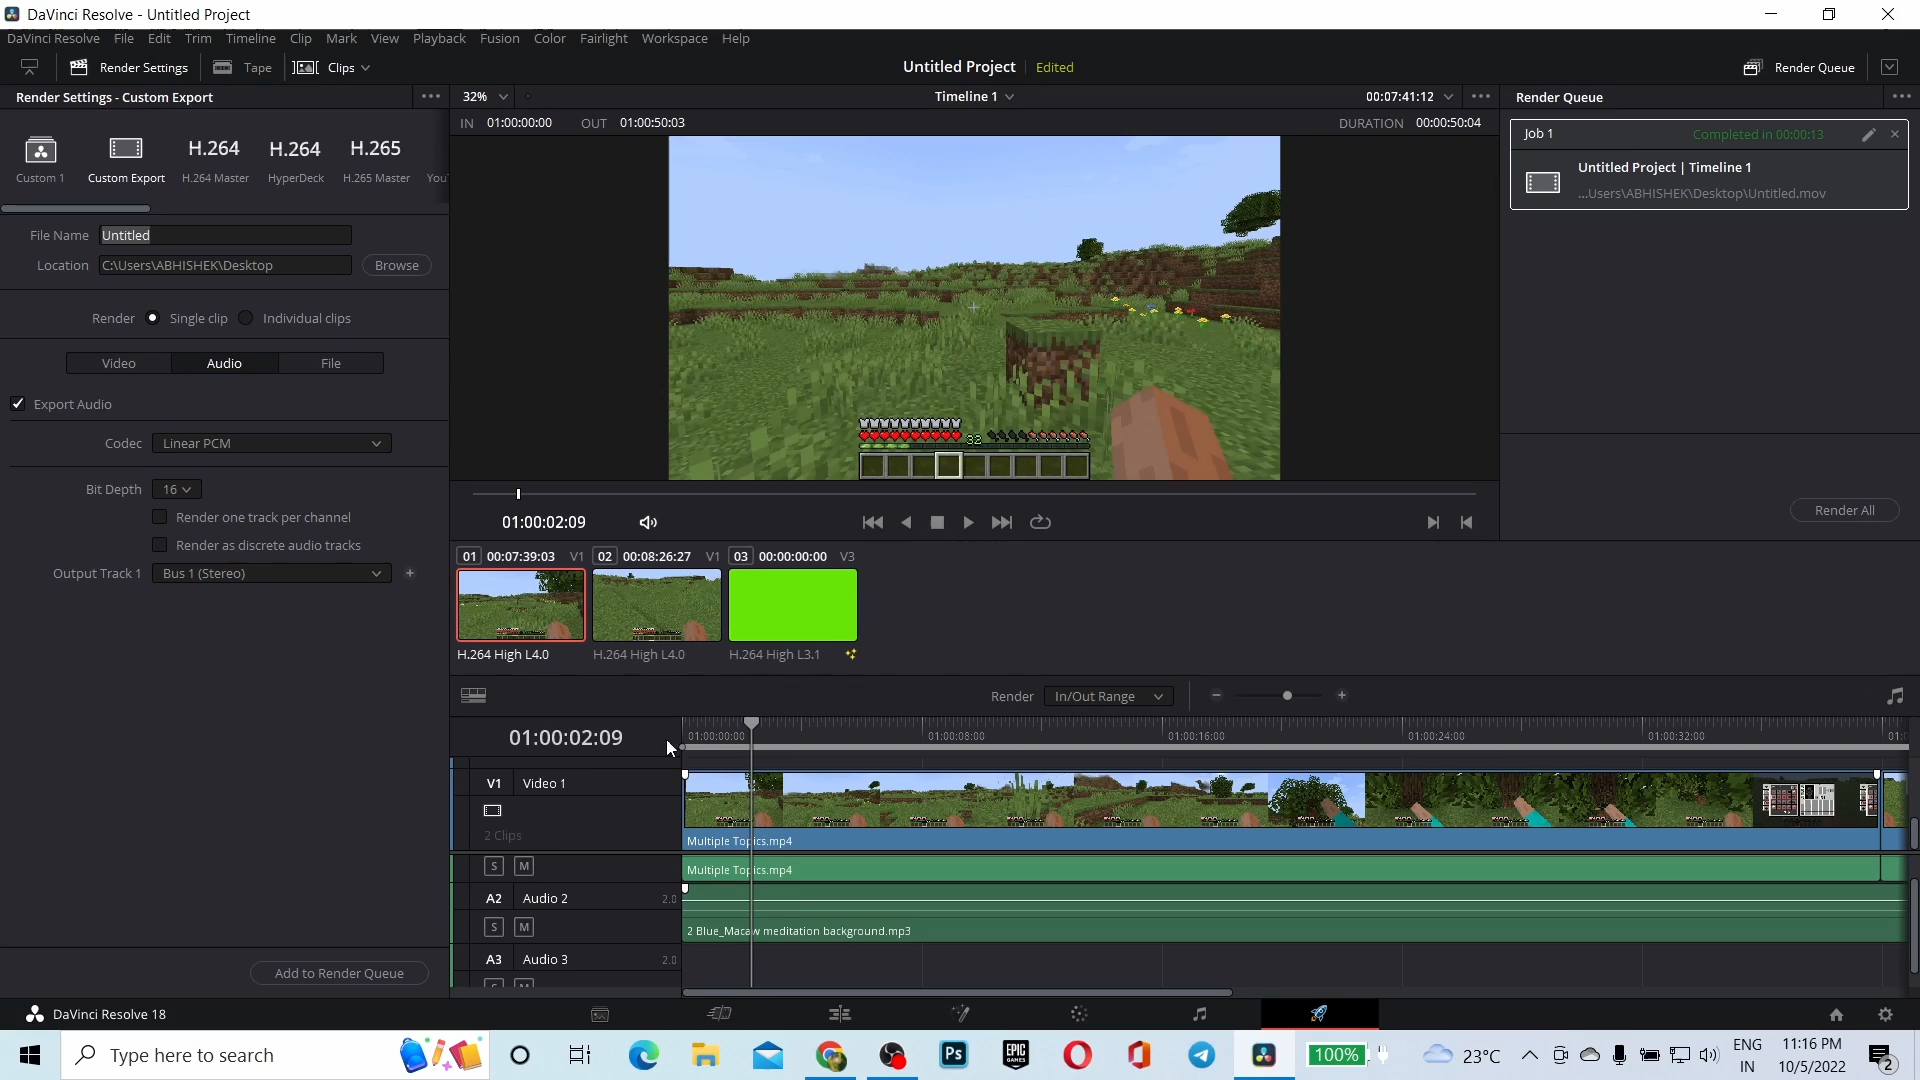 DaVinci Resolve - Untitled Project
DaVinci Resolve File Edit Trim Timeline Clip Mark View Playback Fusion Color Fairlight Workspace Help
Render Settings Tape Clips Untitled Project Edited Render Queue
Render Settings - Custom Export 32% Timeline 1 00:07:41:12 Render Queue
IN 01:00:00:00 OUT 01:00:50:03 DURATION 00:00:50:04
Job 1 Completed in 00:00:13
H.264 H.264 H.265
Custom 1 Custom Export H.264 Master HyperDeck H.265 Master You
Untitled Project | Timeline 1
...Users\ABHISHEK\Desktop\Untitled.mov
File Name Untitled
Location C:\Users\ABHISHEK\Desktop Browse
Render Single clip Individual clips
Video Audio File
Export Audio
32
Codec Linear PCM
Bit Depth 16
Render one track per channel
Render as discrete audio tracks
Output Track 1 Bus 1 (Stereo)
01:00:02:09
Render All
01 00:07:39:03 V1 02 00:08:26:27 V1 03 00:00:00:00 V3
H.264 High L4.0 H.264 High L4.0 H.264 High L3.1
Render In/Out Range
01:00:02:09 01:00:00:00 01:00:08:00 01:00:16:00 01:00:24:00 01:00:32:00 01:0
V1 Video 1
2 Clips
Multiple Topics.mp4
S M Multiple Topics.mp4
A2 Audio 2 2.0
S M 2 Blue_Macaw meditation background.mp3
A3 Audio 3 2.0
S M
Add to Render Queue
DaVinci Resolve 18
Type here to search Ps EPIC GAMES 100% 23°C ENG IN 11:16 PM 10/5/2022 2